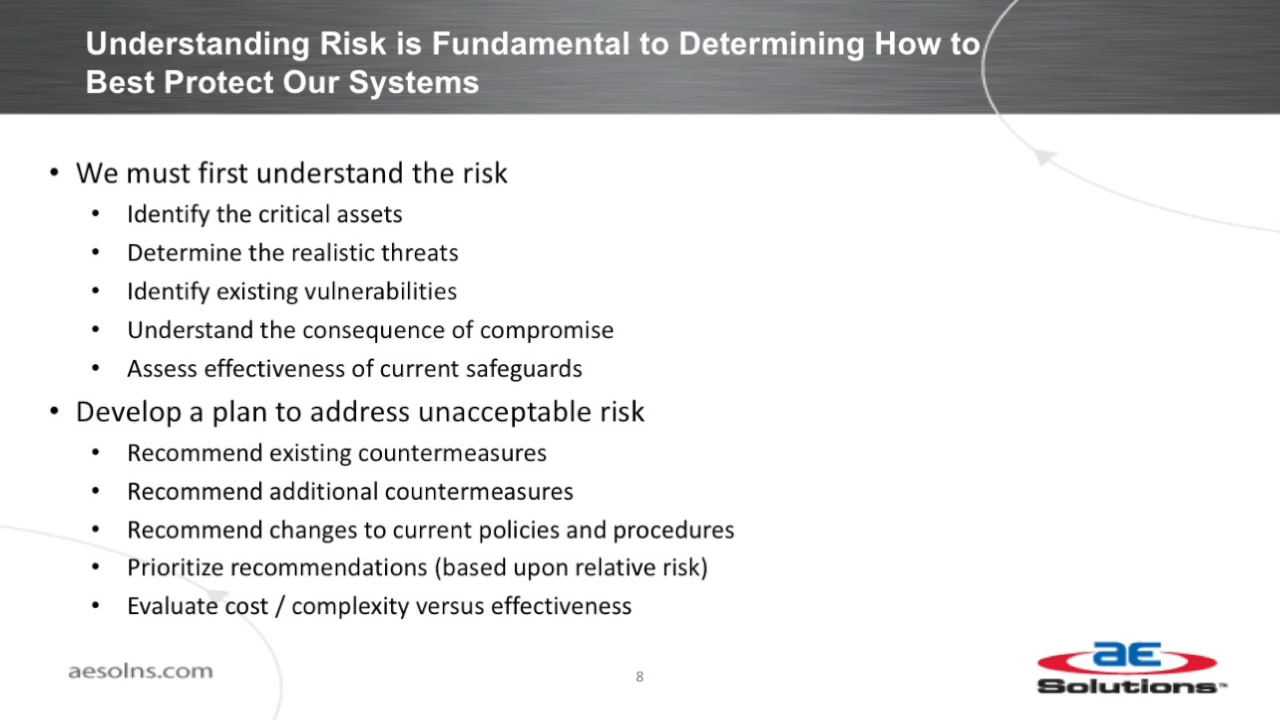 Understanding Risk is Fundamental to Determining How to
Best Protect Our Systems
• We must first understand the risk
• Identify the critical assets
• Determine the realistic threats
• Identify existing vulnerabilities
• Understand the consequence of compromise
• Assess effectiveness of current safeguards
• Develop a plan to address unacceptable risk
• Recommend existing countermeasures
• Recommend additional countermeasures
• Recommend changes to current policies and procedures
• Prioritize recommendations (based upon relative risk)
• Evaluate cost / complexity versus effectiveness
aesolns.com
8
ae
Solutions™